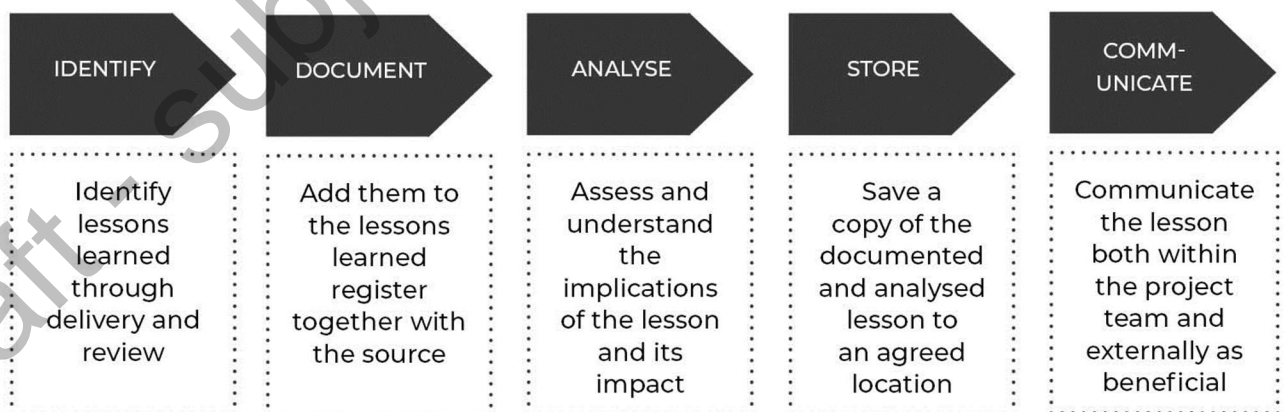 IDENTIFY
Identify
lessons
learned
through
delivery and
review
DOCUMENT
Add them to
the lessons
learned
register
together with
the source
ANALYSE
Assess and
understand
the
implications
of the lesson
and its
impact
STORE
Save a
copy of the
documented
and analysed
lesson to
an agreed
location
COMM-
UNICATE
Communicate
the lesson
both within
the project
team and
externally as
beneficial